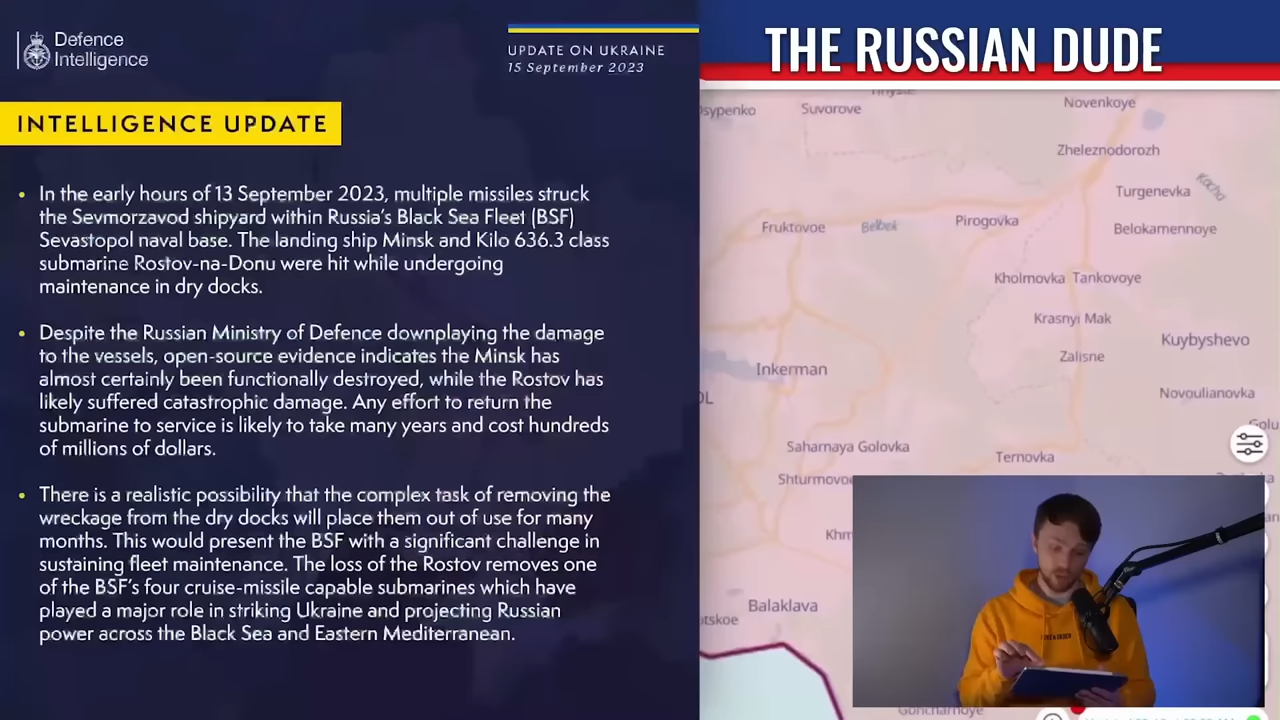 Defence
Intelligence
UPDATE ON UKRAINE
15 September 2023
INTELLIGENCE UPDATE
• In the early hours of 13 September 2023, multiple missiles struck
the Sevmorzavod shipyard within Russia's Black Sea Fleet (BSF)
Sevastopol naval base. The landing ship Minsk and Kilo 636.3 class
submarine Rostov-na-Donu were hit while undergoing
maintenance in dry docks.
• Despite the Russian Ministry of Defence downplaying the damage
to the vessels, open-source evidence indicates the Minsk has
almost certainly been functionally destroyed, while the Rostov has
likely suffered catastrophic damage. Any effort to return the
submarine to service is likely to take many years and cost hundreds
of millions of dollars.
• There is a realistic possibility that the complex task of removing the
wreckage from the dry docks will place them out of use for many
months. This would present the BSF with a significant challenge in
sustaining fleet maintenance. The loss of the Rostov removes one
of the BSF's four cruise-missile capable submarines which have
played a major role in striking Ukraine and projecting Russian
power across the Black Sea and Eastern Mediterranean.
THE RUSSIAN DUDE
Suvorove
Novenkoye
Zheleznodorozh
Turgenevka
Kacha
Fruktovoe
Belbek
Pirogovka
Belokamennoye
Kholmovka
Tankovoye
Krasnyi Mak
Kuybyshevo
Zalisne
Inkerman
OL
Novoulianovka
Golu
Saharnaya Golovka
Ternovka
Shturmovoe
Khm
Balaklava
utskoe
Goncharnoye